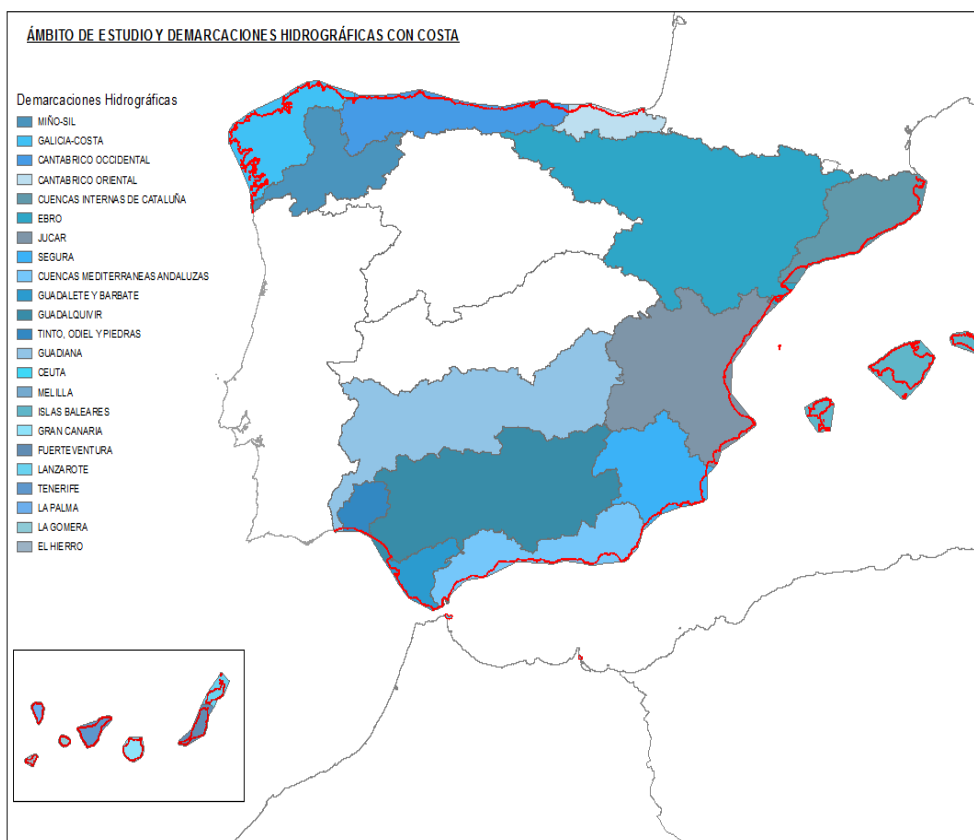 ÁMBITO DE ESTUDIO Y DEMARCACIONES HIDROGRÁFICAS CON COSTA
Demarcaciones Hidrográficas
MIÑO-SIL
GALICIA-COSTA
CANTABRICO OCCIDENTAL
CANTABRICO ORIENTAL
CUENCAS INTERNAS DE CATALUÑA
EBRO
JUCAR
SEGURA
CUENCAS MEDITERRANEAS ANDALUZAS
GUADALETE Y BARBATE
GUADALQUIVIR
TINTO, ODIEL Y PIEDRAS
GUADIANA
CEUTA
MELILLA
ISLAS BALEARES
GRAN CANARIA
FUERTEVENTURA
LANZAROTE
TENERIFE
LA PALMA
LA GOMERA
EL HIERRO